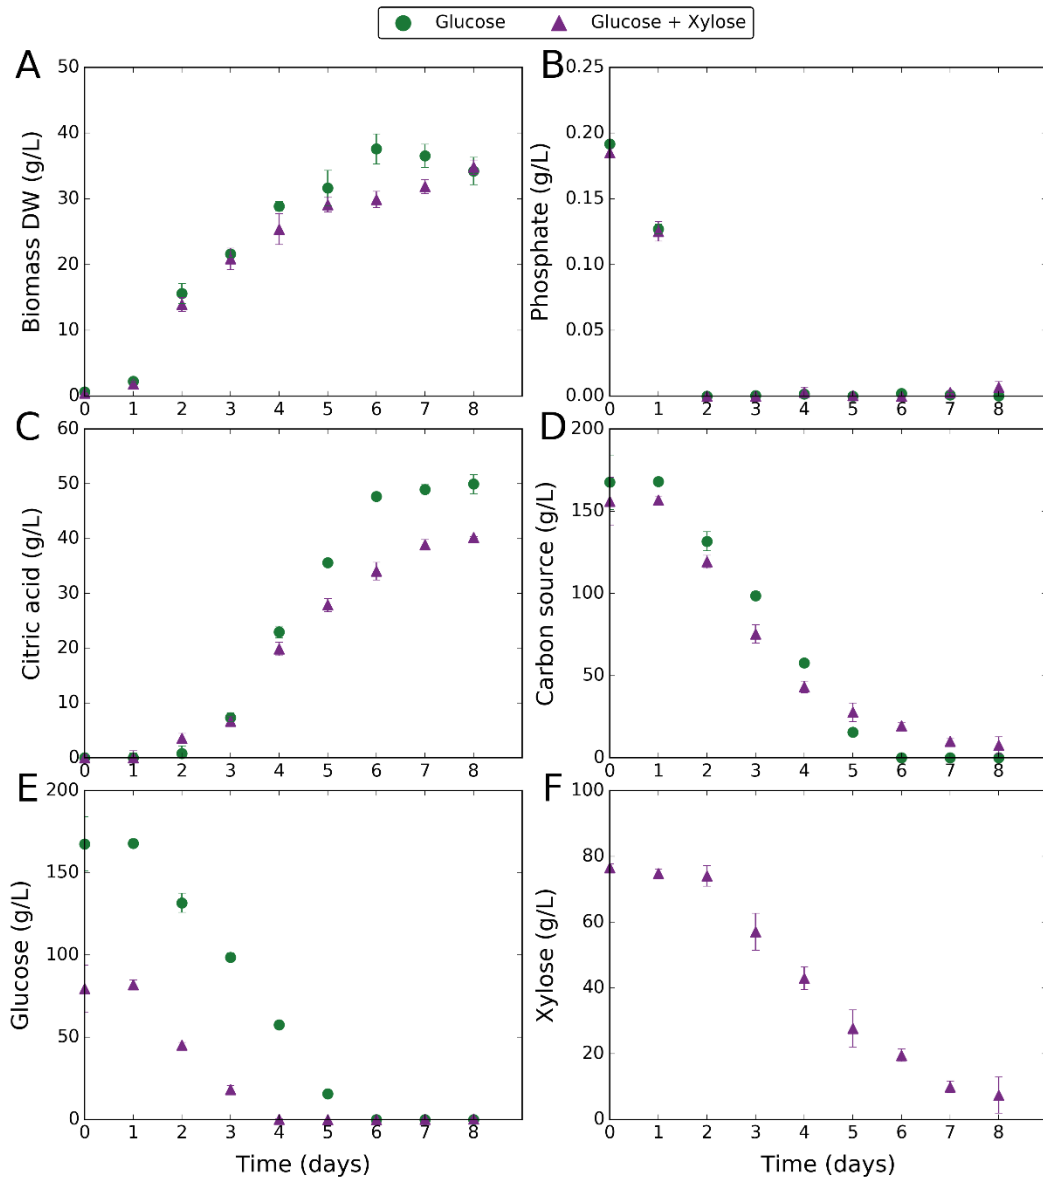 Glucose
Glucose + Xylose
A
Biomass DW (g/L)
50
40
30
20
10
0
0 1 2 3 4 5 6 7 8
B
Phosphate (g/L)
0.25
0.20
0.15
0.10
0.05
0.00
0 1 2 3 4 5 6 7 8
C
Citric acid (g/L)
60
50
40
30
20
10
0
0 1 2 3 4 5 6 7 8
D
Carbon source (g/L)
200
150
100
50
0
0 1 2 3 4 5 6 7 8
E
Glucose (g/L)
200
150
100
50
0
0 1 2 3 4 5 6 7 8
Time (days)
F
Xylose (g/L)
100
80
60
40
20
0
0 1 2 3 4 5 6 7 8
Time (days)